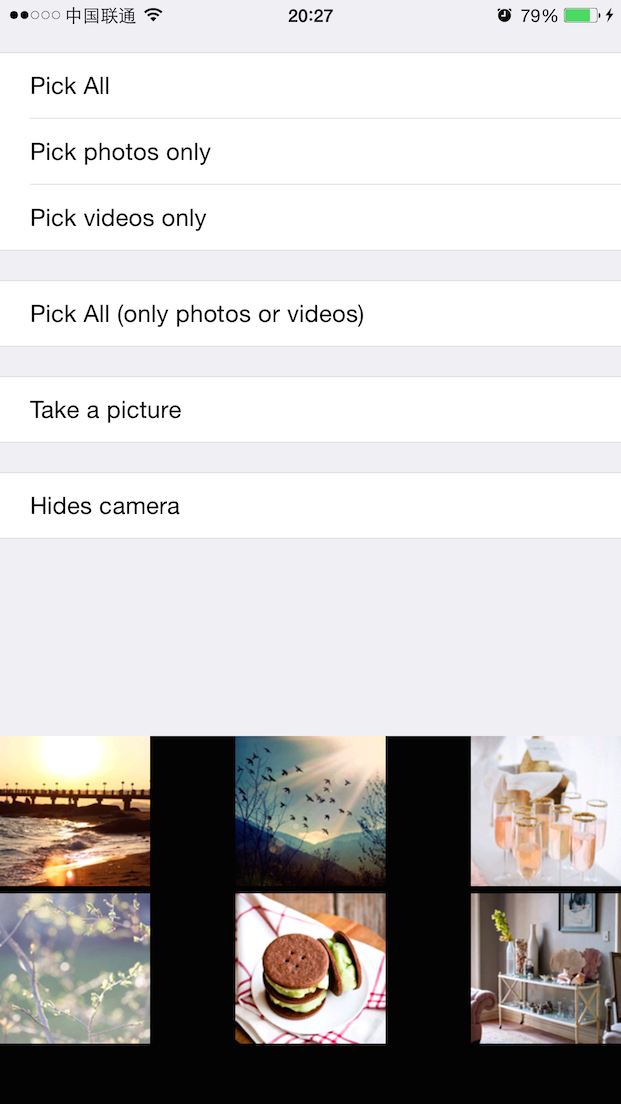 中国联通 20:27 79%
Pick All
Pick photos only
Pick videos only
Pick All (only photos or videos)
Take a picture
Hides camera